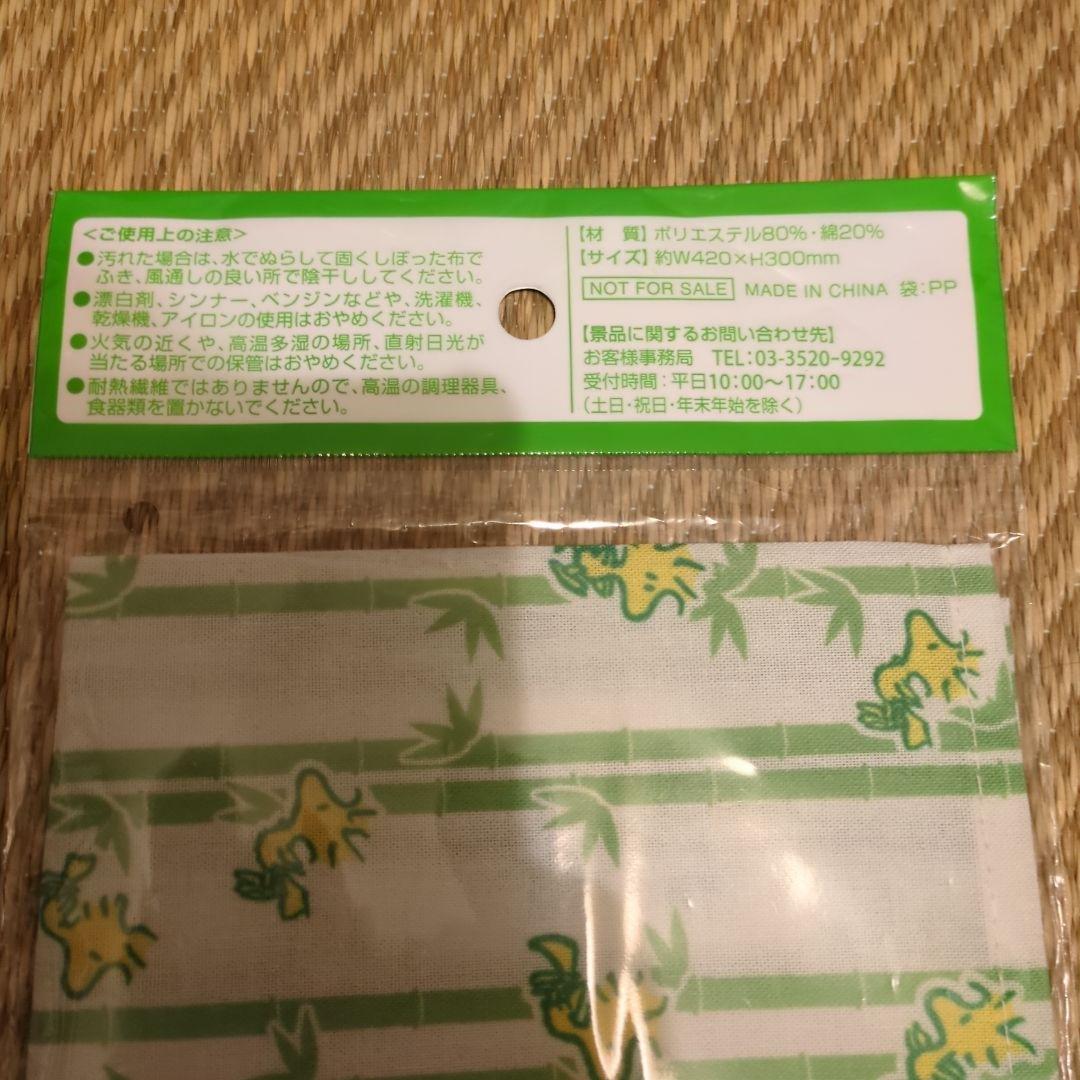 <ご使用上の注意>
●汚れた場合は、水でぬらして固くしぼった布で
ふき、風通しの良い所で陰干ししてください。
●漂白剤、シンナー、ベンジンなどや、洗濯機、
乾燥機、アイロンの使用はおやめください。
●火気の近くや、高温多湿の場所、直射日光が
当たる場所での保管はおやめください。
●耐熱繊維ではありませんので、高温の調理器具、
食器類を置かないでください。
【材　質】ポリエステル80%・綿20%
【サイズ】約W420×H300mm
NOT FOR SALE MADE IN CHINA 袋:PP
【景品に関するお問い合わせ先】
お客様事務局　TEL:03-3520-9292
受付時間:平日10:00〜17:00
(土日・祝日・年末年始を除く)